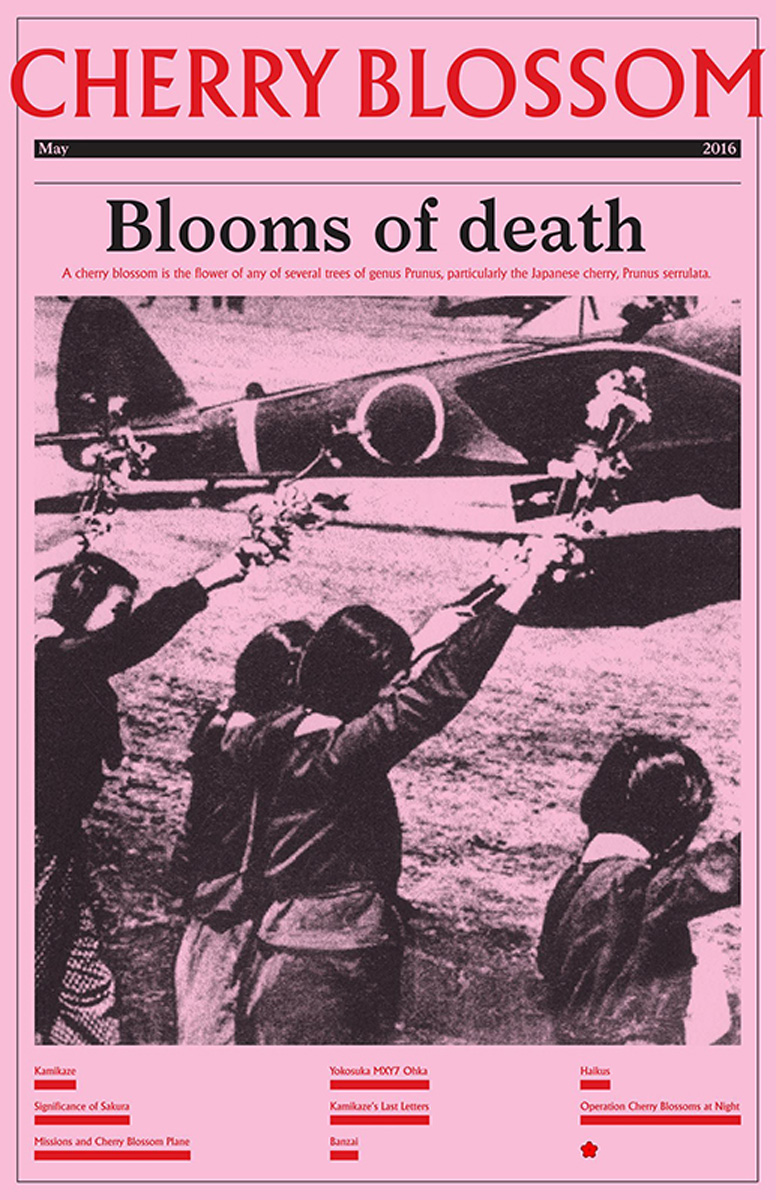 CHERRY BLOSSOM
May 2016
Blooms of death
A cherry blossom is the flower of any of several trees of genus Prunus, particularly the Japanese cherry, Prunus serrulata.
Kamikaze
Significance of Sakura
Missions and Cherry Blossom Plane
Yokosuka MXY7 Ohka
Kamikaze's Last Letters
Banzai
Haikus
Operation Cherry Blossoms at Night